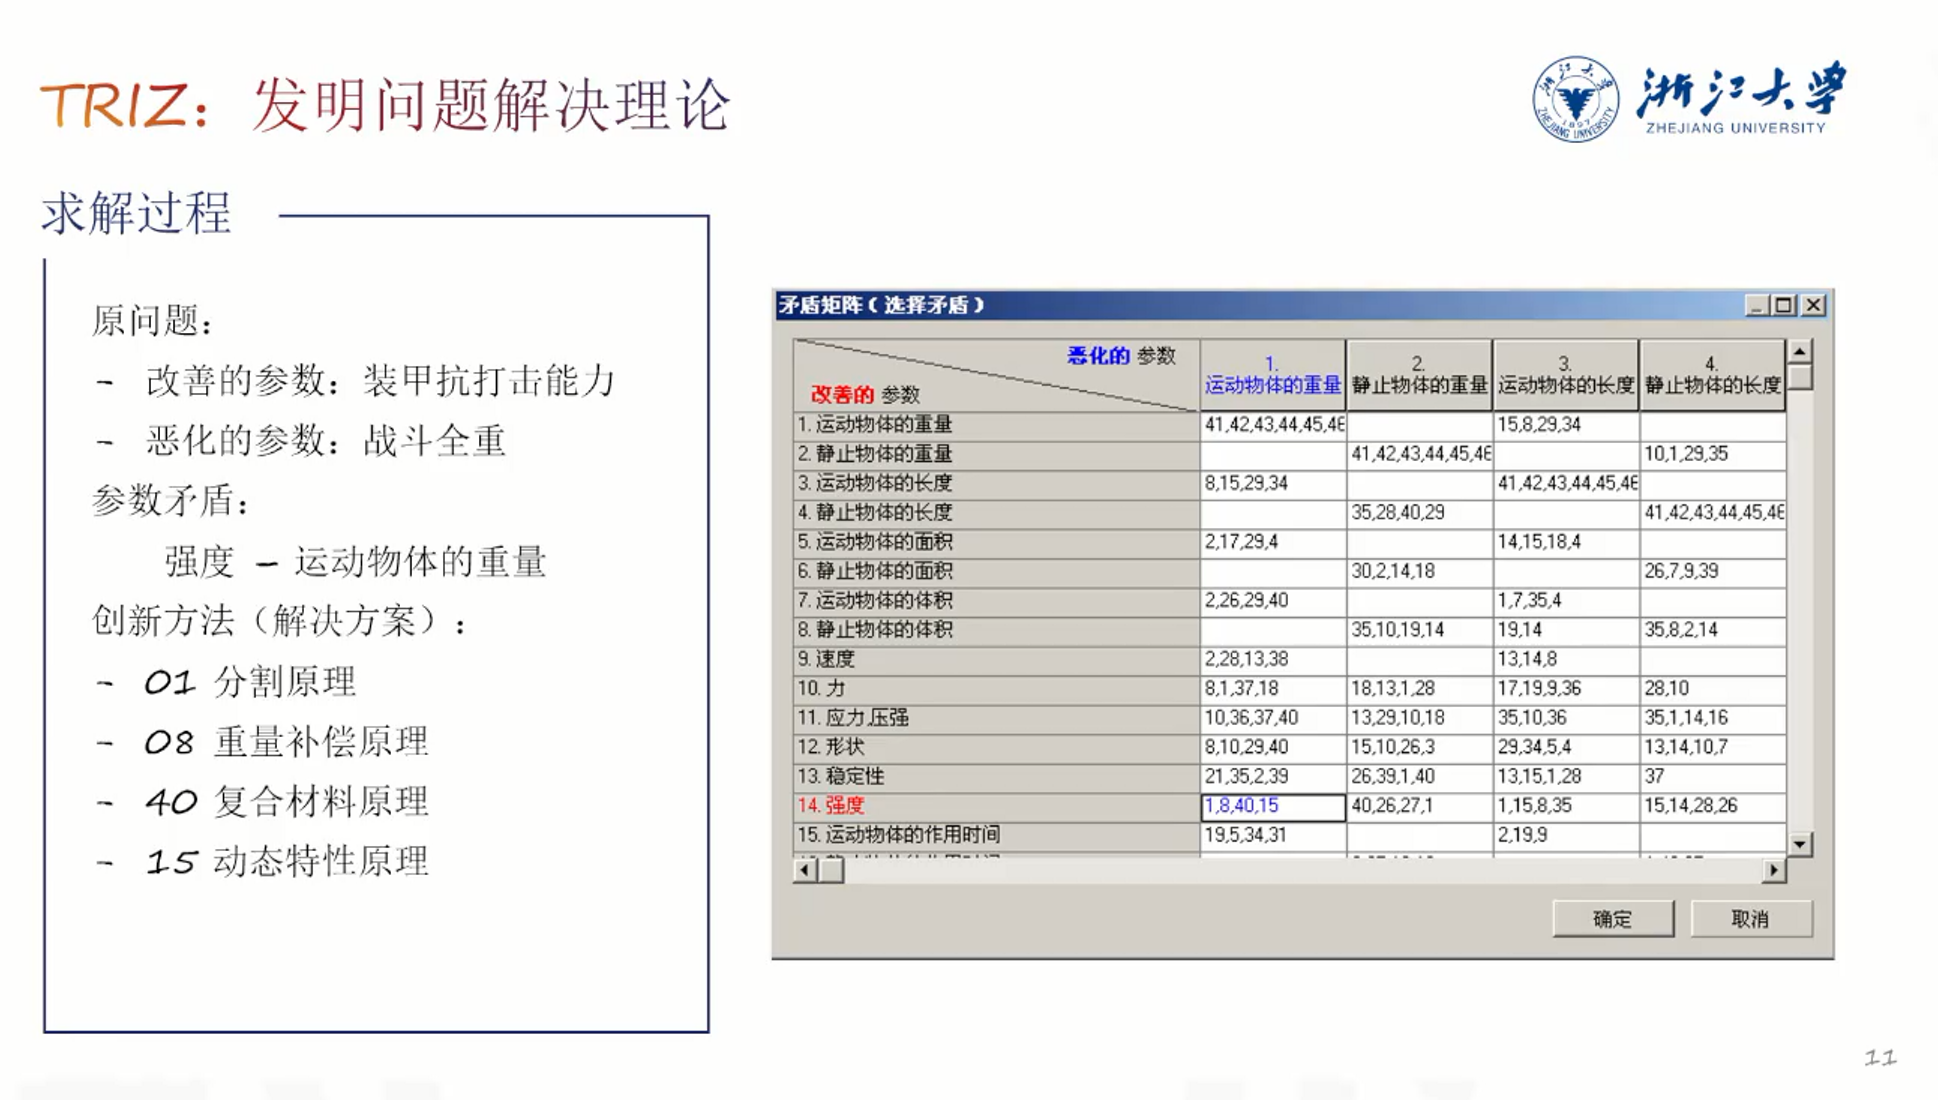 TRIZ：发明问题解决理论
浙江大学
ZHEJIANG UNIVERSITY
浙江大学
1897
ZHEJIANG UNIVERSITY
求解过程
原问题：
- 改善的参数：装甲抗打击能力
- 恶化的参数：战斗全重
参数矛盾：
强度 - 运动物体的重量
创新方法（解决方案）：
- 01 分割原理
- 08 重量补偿原理
- 40 复合材料原理
- 15 动态特性原理
矛盾矩阵（选择矛盾）
恶化的 参数
改善的 参数
1. 运动物体的重量
2. 静止物体的重量
3. 运动物体的长度
4. 静止物体的长度
1. 运动物体的重量 41,42,43,44,45,46 15,8,29,34
2. 静止物体的重量 41,42,43,44,45,46 10,1,29,35
3. 运动物体的长度 8,15,29,34 41,42,43,44,45,46
4. 静止物体的长度 35,28,40,29 41,42,43,44,45,46
5. 运动物体的面积 2,17,29,4 14,15,18,4
6. 静止物体的面积 30,2,14,18 26,7,9,39
7. 运动物体的体积 2,26,29,40 1,7,35,4
8. 静止物体的体积 35,10,19,14 19,14 35,8,2,14
9. 速度 2,28,13,38 13,14,8
10. 力 8,1,37,18 18,13,1,28 17,19,9,36 28,10
11. 应力,压强 10,36,37,40 13,29,10,18 35,10,36 35,1,14,16
12. 形状 8,10,29,40 15,10,26,3 29,34,5,4 13,14,10,7
13. 稳定性 21,35,2,39 26,39,1,40 13,15,1,28 37
14. 强度 1,8,40,15 40,26,27,1 1,15,8,35 15,14,28,26
15. 运动物体的作用时间 19,5,34,31 2,19,9
确定 取消
11